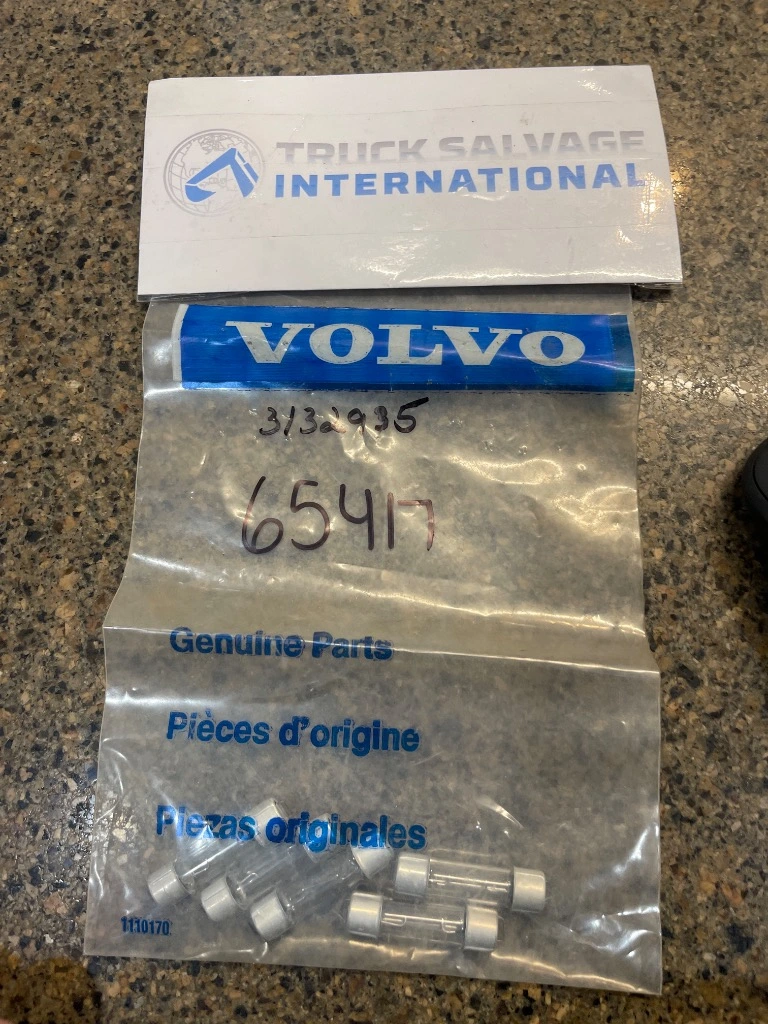 TRUCK SALVAGE
INTERNATIONAL
VOLVO
3132935
65417
Genuine Parts
Pièces d'origine
Piezas originales
1110170